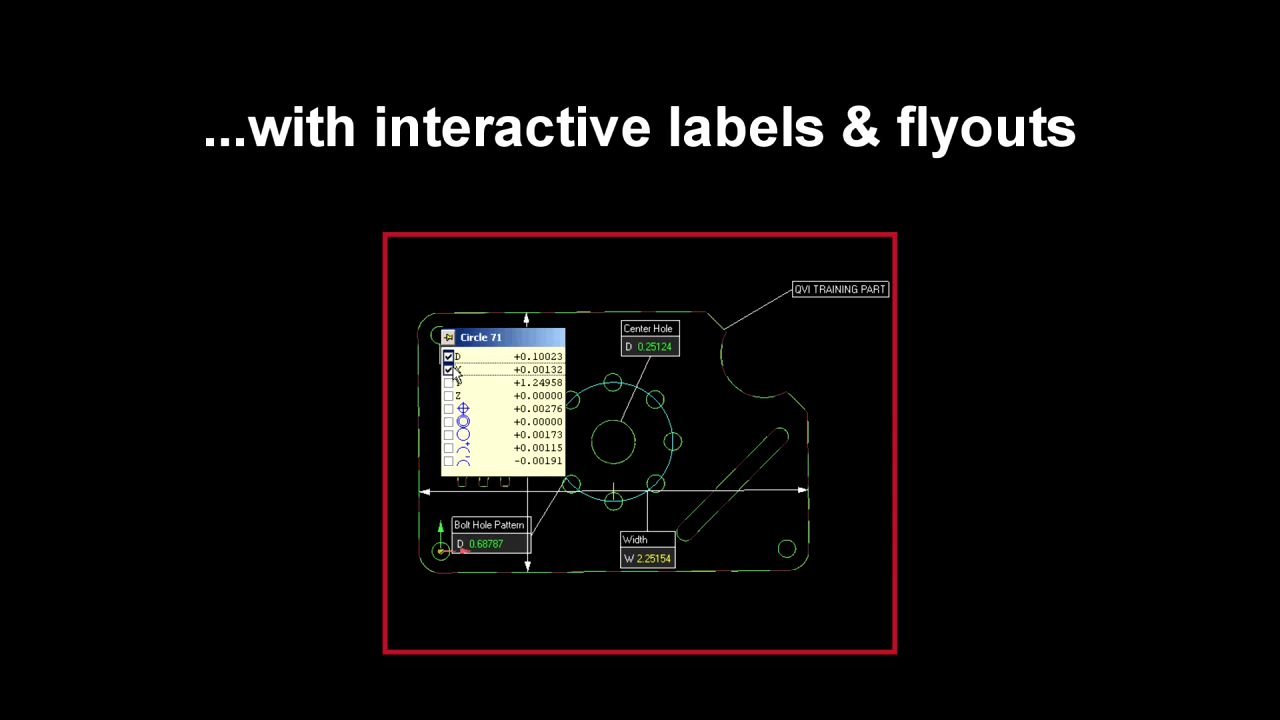 ...with interactive labels & flyouts
QVI TRAINING PART
Center Hole
D 0.25124
Circle 71
D +0.10023
+0.00132
+1.24958
Z +0.00000
+0.00276
+0.00000
+0.00173
+0.00115
-0.00191
Bolt Hole Pattern
D 0.68787
Width
W 2.25154